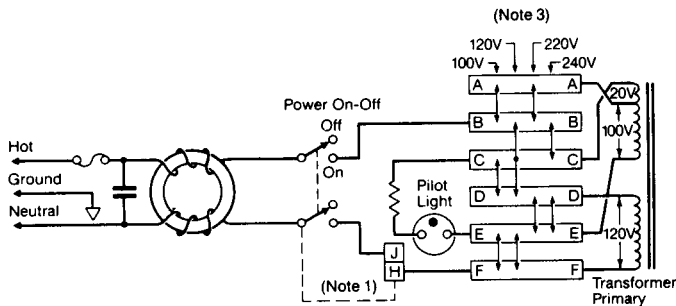 (Note 3)
120V 220V
100V 240V
A A
20V
Power On-Off
Off
B B
100V
Hot
C C
On
Ground
Pilot
Light
D D
Neutral
E E
120V
J
(Note 1)
H
F F
Transformer
Primary